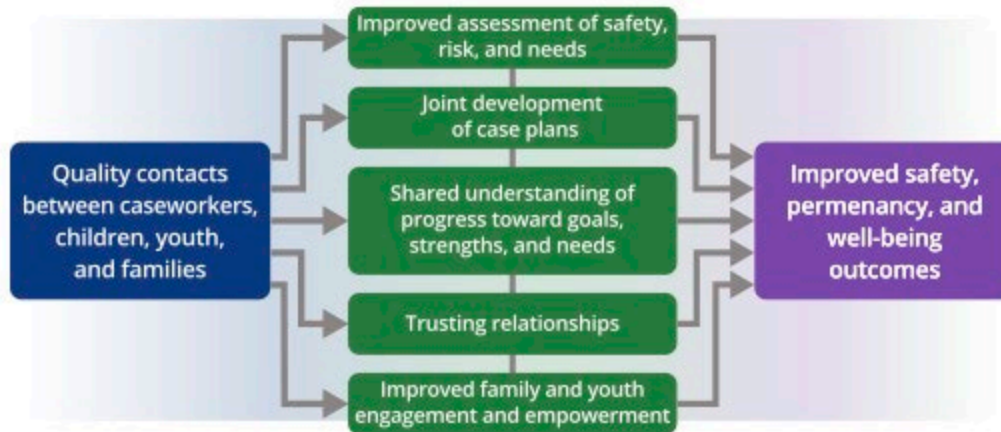 Quality contacts
between caseworkers,
children, youth,
and families
Improved assessment of safety,
risk, and needs
Joint development
of case plans
Shared understanding of
progress toward goals,
strengths, and needs
Trusting relationships
Improved family and youth
engagement and empowerment
Improved safety,
permenancy, and
well-being
outcomes